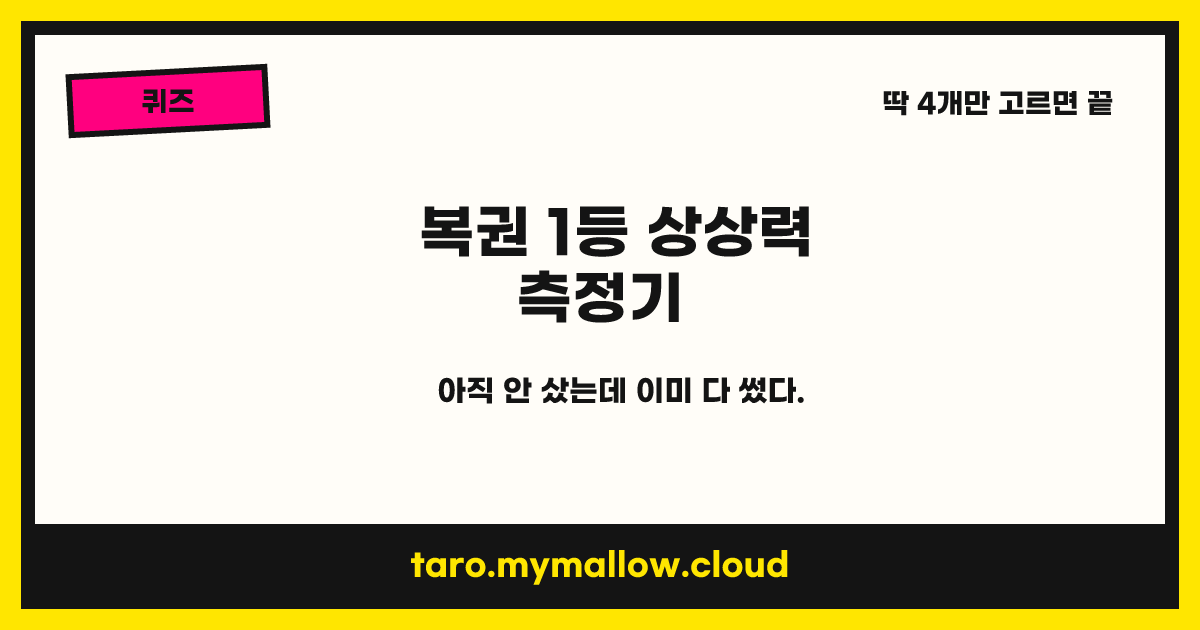 퀴즈
딱 4개만 고르면 끝
복권 1등 상상력
측정기
아직 안 샀는데 이미 다 썼다.
taro.mymallow.cloud